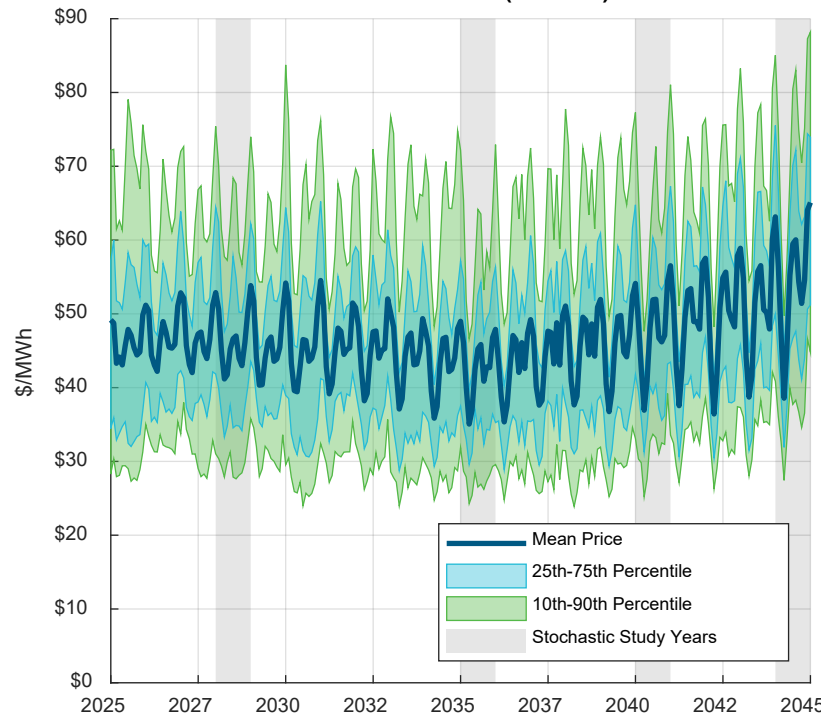 $90
$80
$70
$60
$50
$40
$30
$20
$10
$0
$/MWh
Mean Price
25th-75th Percentile
10th-90th Percentile
Stochastic Study Years
2025 2027 2030 2032 2035 2037 2040 2042 2045